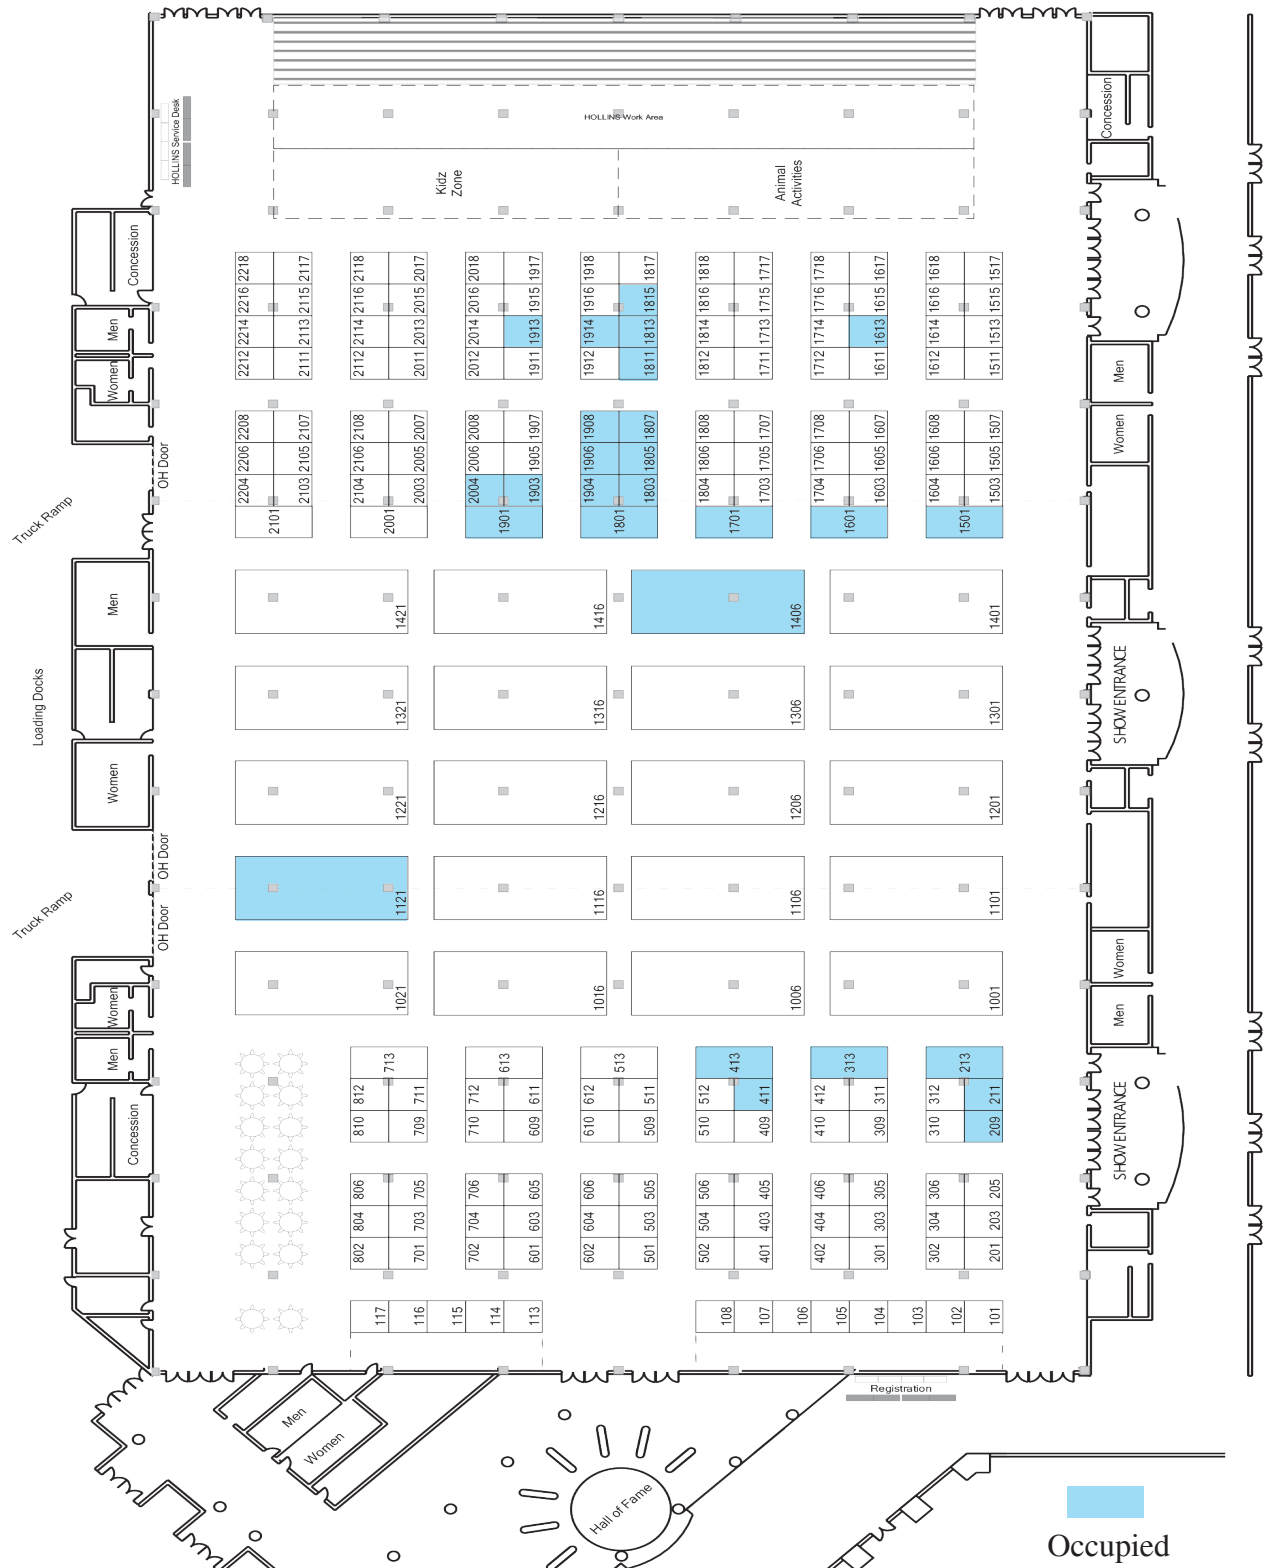 HOLLINS Service Desk
HOLLINS Work Area
Concession
Kidz
Zone
Animal
Activities
Concession
Men
Women
OH Door
Truck Ramp
2218 2117 2118 2017 2018 1917 1918 1817 1818 1717 1718 1617 1618 1517
2216 2115 2116 2015 2016 1915 1916 1815 1816 1715 1716 1615 1616 1515
2214 2113 2114 2013 2014 1913 1914 1813 1814 1713 1714 1613 1614 1513
2212 2111 2112 2011 2012 1911 1912 1811 1812 1711 1712 1611 1612 1511
Men
Women
2208 2107 2108 2007 2008 1907 1908 1807 1808 1707 1708 1607 1608 1507
2206 2105 2106 2005 2006 1905 1906 1805 1806 1705 1706 1605 1606 1505
2204 2103 2104 2003 2004 1903 1904 1803 1804 1703 1704 1603 1604 1503
2101 2001 1901 1801 1701 1601 1501
Men
Loading Docks
Women
1421 1416 1406 1401
1321 1316 1306 1301
SHOW ENTRANCE
1221 1216 1206 1201
OH Door
OH Door
Truck Ramp
1121 1116 1106 1101
1021 1016 1006 1001
Women
Men
Women
Men
Concession
713 613 513 413 313 213
812 711 712 611 612 511 512 411 412 311 312 211
810 709 710 609 610 509 510 409 410 309 310 209
SHOW ENTRANCE
806 705 706 605 606 505 506 405 406 305 306 205
804 703 704 603 604 503 504 403 404 303 304 203
802 701 702 601 602 501 502 401 402 301 302 201
117 116 115 114 113 108 107 106 105 104 103 102 101
Registration
Men
Women
Hall of Fame
Occupied